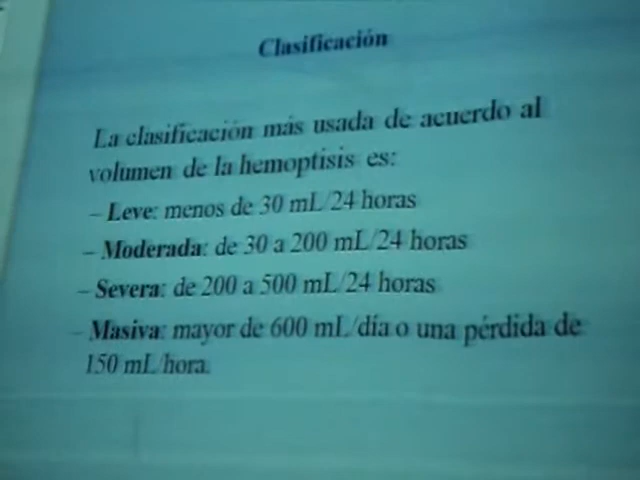 Clasificación
La clasificación más usada de acuerdo al
volumen de la hemoptisis es:
– Leve: menos de 30 mL/24 horas
– Moderada: de 30 a 200 mL/24 horas
– Severa: de 200 a 500 mL/24 horas
– Masiva: mayor de 600 mL/día o una pérdida de
150 mL/hora.